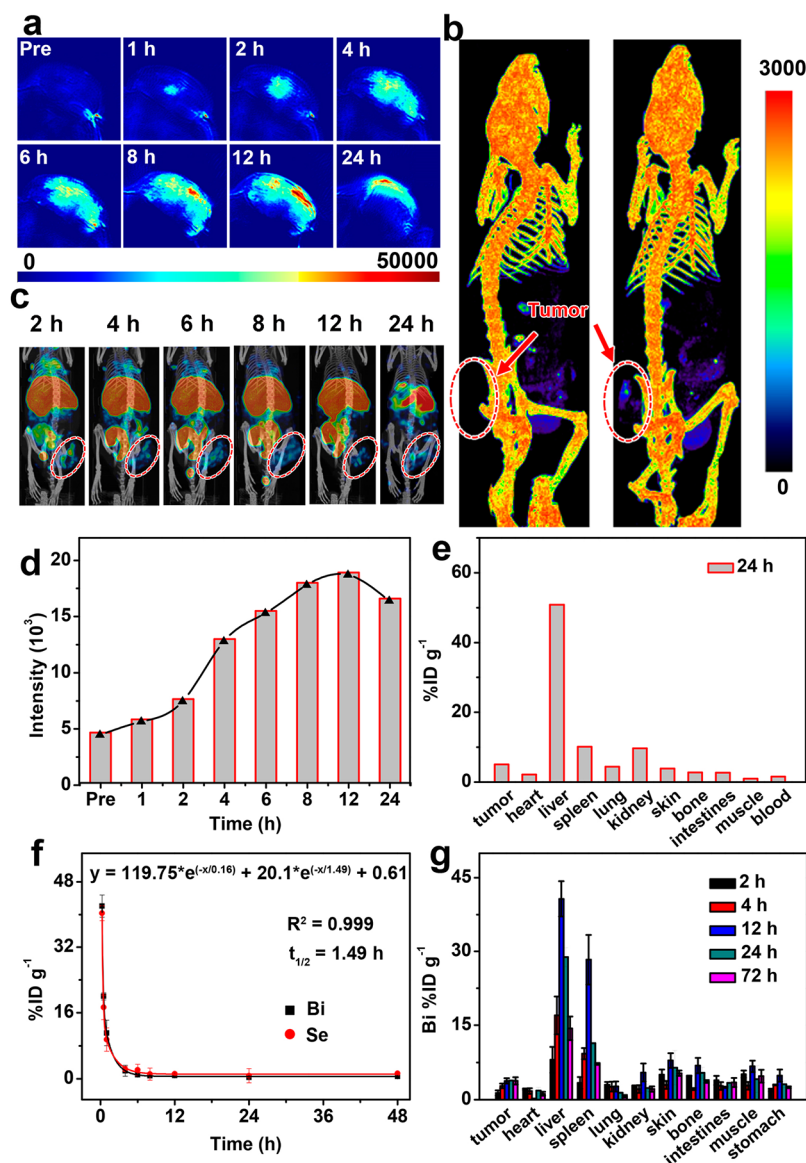 a
Pre
1 h
2 h
4 h
6 h
8 h
12 h
24 h
0
50000
b
Tumor
3000
0
c
2 h
4 h
6 h
8 h
12 h
24 h
d
Intensity (10³)
20
15
10
5
0
Pre
1
2
4
6
8
12
24
Time (h)
e
%ID g⁻¹
60
40
20
0
24 h
tumor
heart
liver
spleen
lung
kidney
skin
bone
intestines
muscle
blood
f
y = 119.75*e(-x/0.16) + 20.1*e(-x/1.49) + 0.61
R² = 0.999
t1/2 = 1.49 h
Bi
Se
%ID g⁻¹
48
32
16
0
0
12
24
36
48
Time (h)
g
Bi %ID g⁻¹
45
30
15
0
2 h
4 h
12 h
24 h
72 h
tumor
heart
liver
spleen
lung
kidney
skin
bone
intestines
muscle
stomach